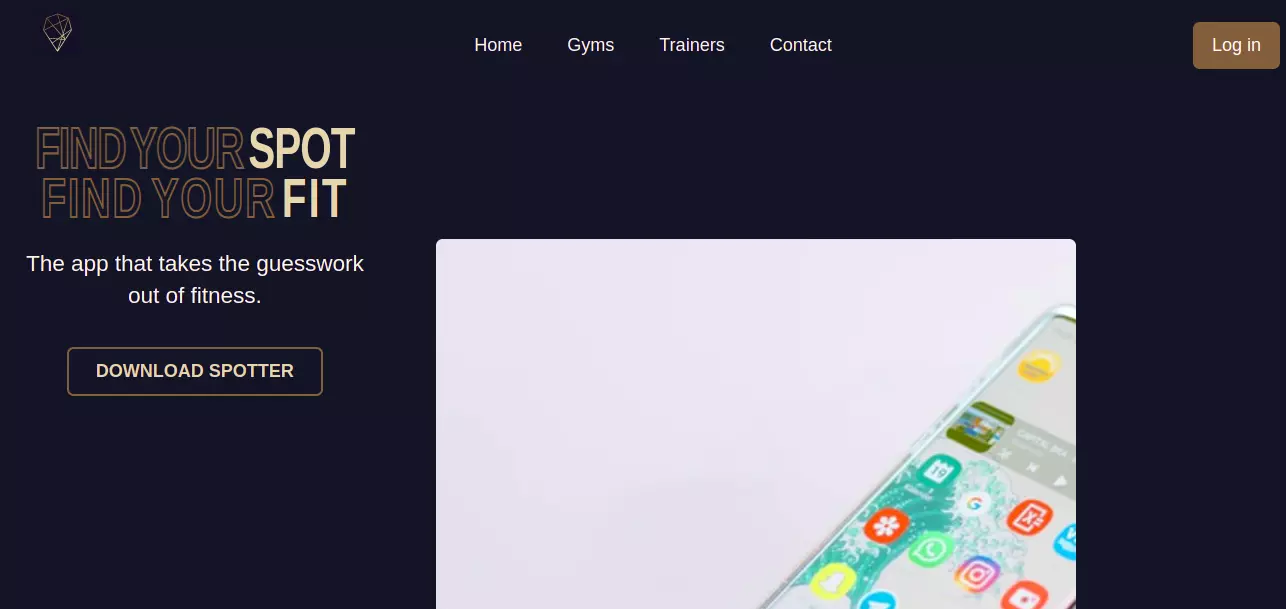 Home
Gyms
Trainers
Contact
Log in
FIND YOUR SPOT
FIND YOUR FIT
The app that takes the guesswork
out of fitness.
DOWNLOAD SPOTTER
19
G